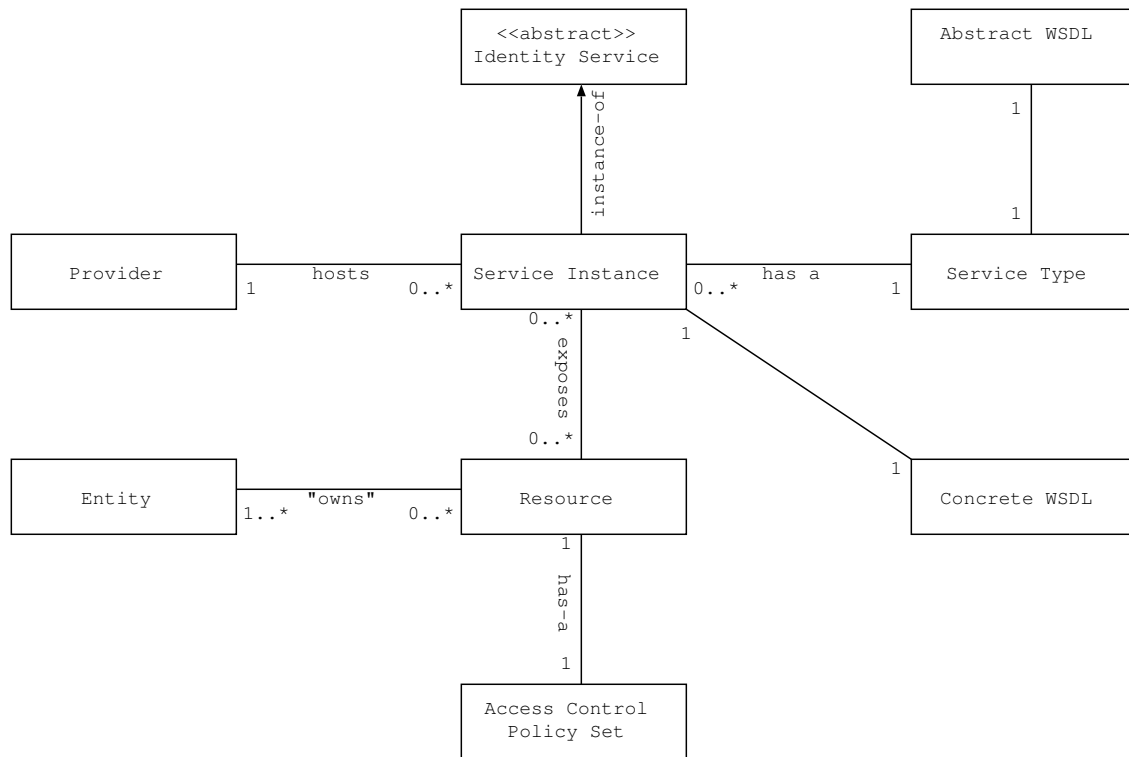 <<abstract>>
Identity Service
Abstract WSDL
1
instance-of
1
Provider
hosts
1
0..*
Service Instance
has a
0..*
1
Service Type
0..*
exposes
0..*
1
1
Entity
"owns"
1..*
0..*
Resource
Concrete WSDL
1
has-a
1
Access Control
Policy Set